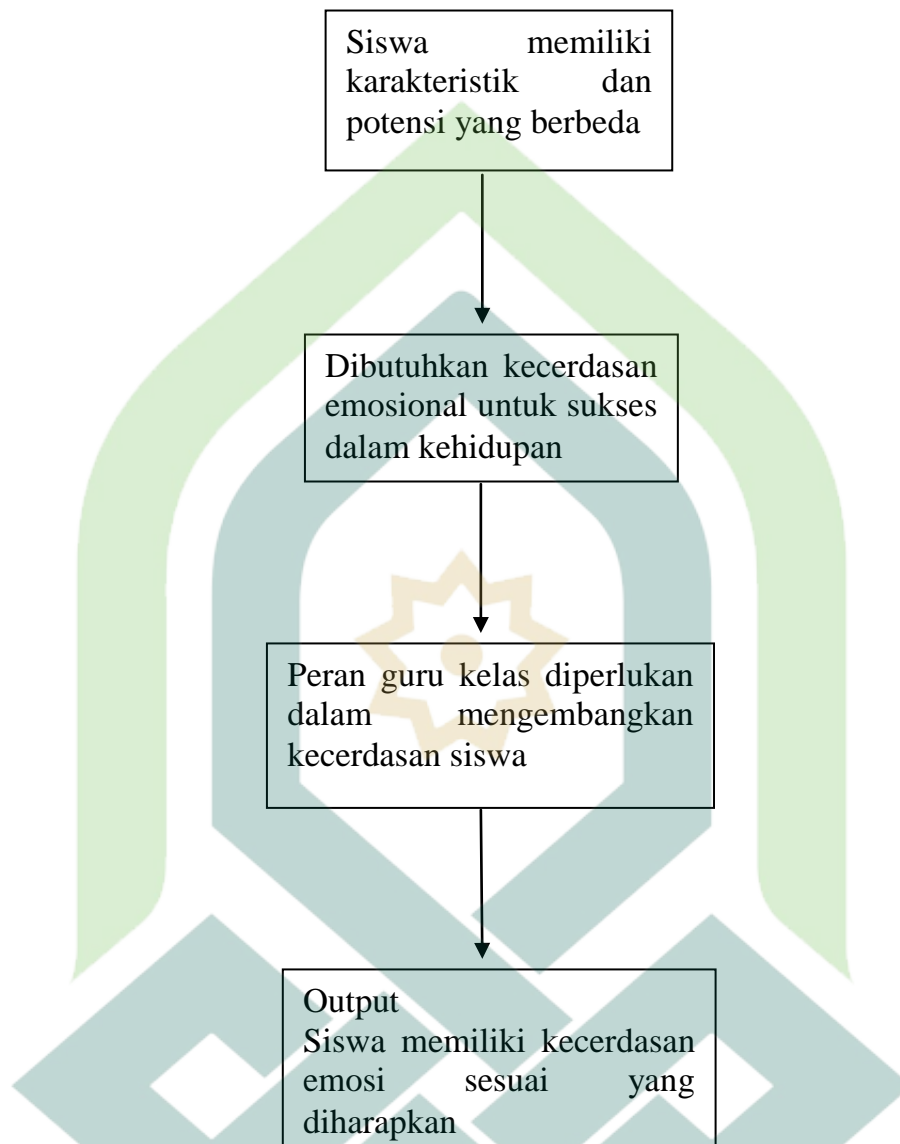 Siswa memiliki
karakteristik dan
potensi yang berbeda
Dibutuhkan kecerdasan
emosional untuk sukses
dalam kehidupan
Peran guru kelas diperlukan
dalam mengembangkan
kecerdasan siswa
Output
Siswa memiliki kecerdasan
emosi sesuai yang
diharapkan